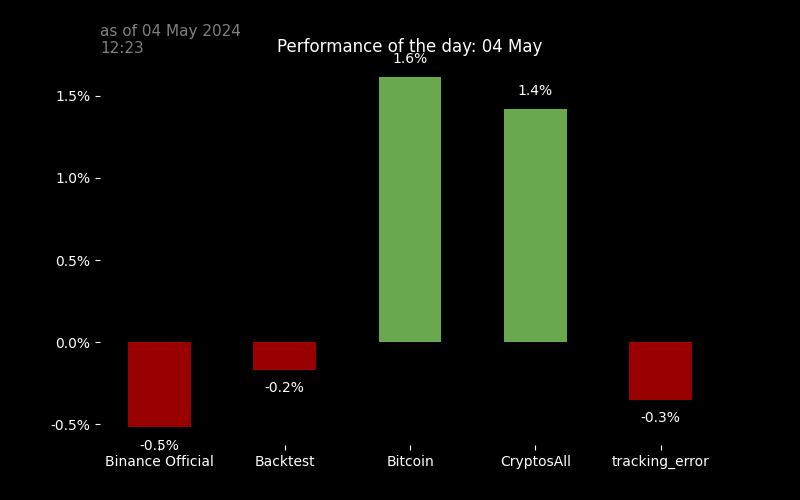 as of 04 May 2024
12:23
Performance of the day: 04 May
1.6%
1.4%
1.5%
1.0%
0.5%
0.0%
-0.5%
-0.2%
-0.3%
-0.5%
Binance Official
Backtest
Bitcoin
CryptosAll
tracking_error